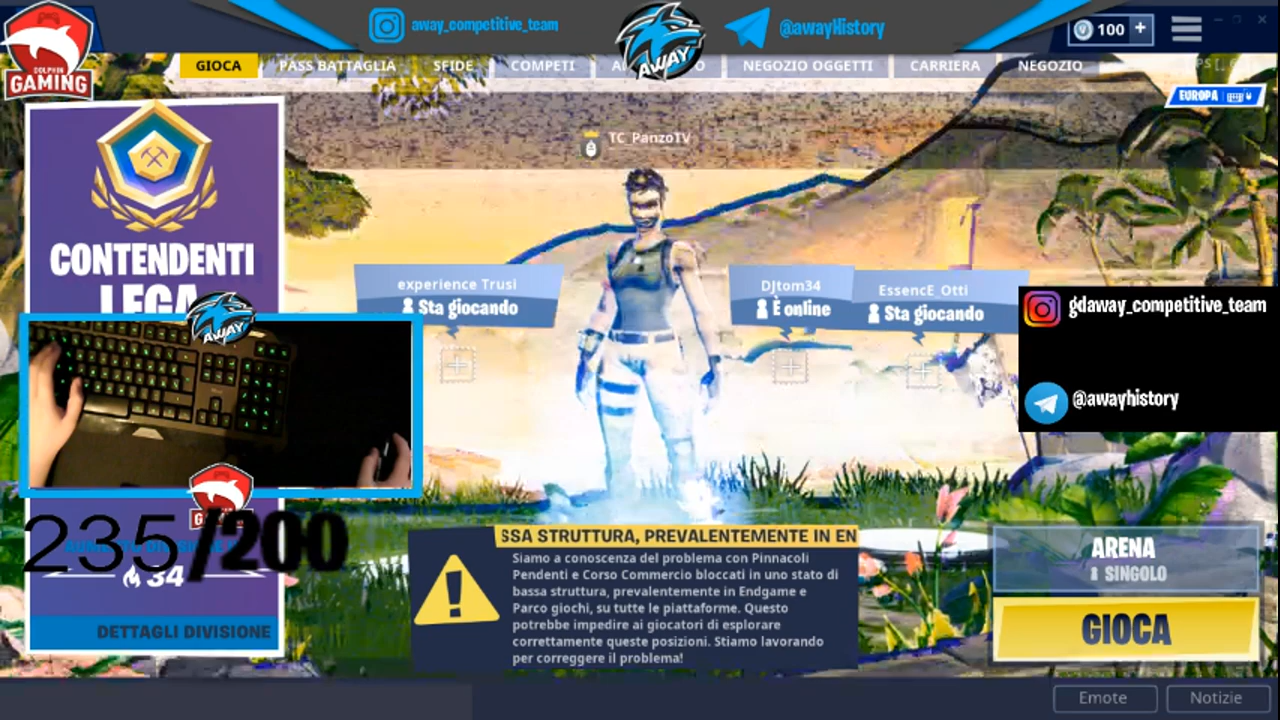 away_competitive_team
@awayHistory
AWAY
100
DOLPHIN
GAMING
GIOCA
PASS BATTAGLIA
SFIDE
COMPETI
NEGOZIO OGGETTI
CARRIERA
NEGOZIO
EUROPA
TC_PanzoTV
CONTENDENTI
LEGA
experience Trusi
Sta giocando
DJtom34
È online
EssencE_Otti
Sta giocando
gdaway_competitive_team
@awayhistory
AWAY
235/200
34
DETTAGLI DIVISIONE
SSA STRUTTURA, PREVALENTEMENTE IN EN
Siamo a conoscenza del problema con Pinnacoli
Pendenti e Corso Commercio bloccati in uno stato di
bassa struttura, prevalentemente in Endgame e
Parco giochi, su tutte le piattaforme. Questo
potrebbe impedire ai giocatori di esplorare
correttamente queste posizioni. Stiamo lavorando
per correggere il problema!
ARENA
SINGOLO
GIOCA
Emote
Notizie